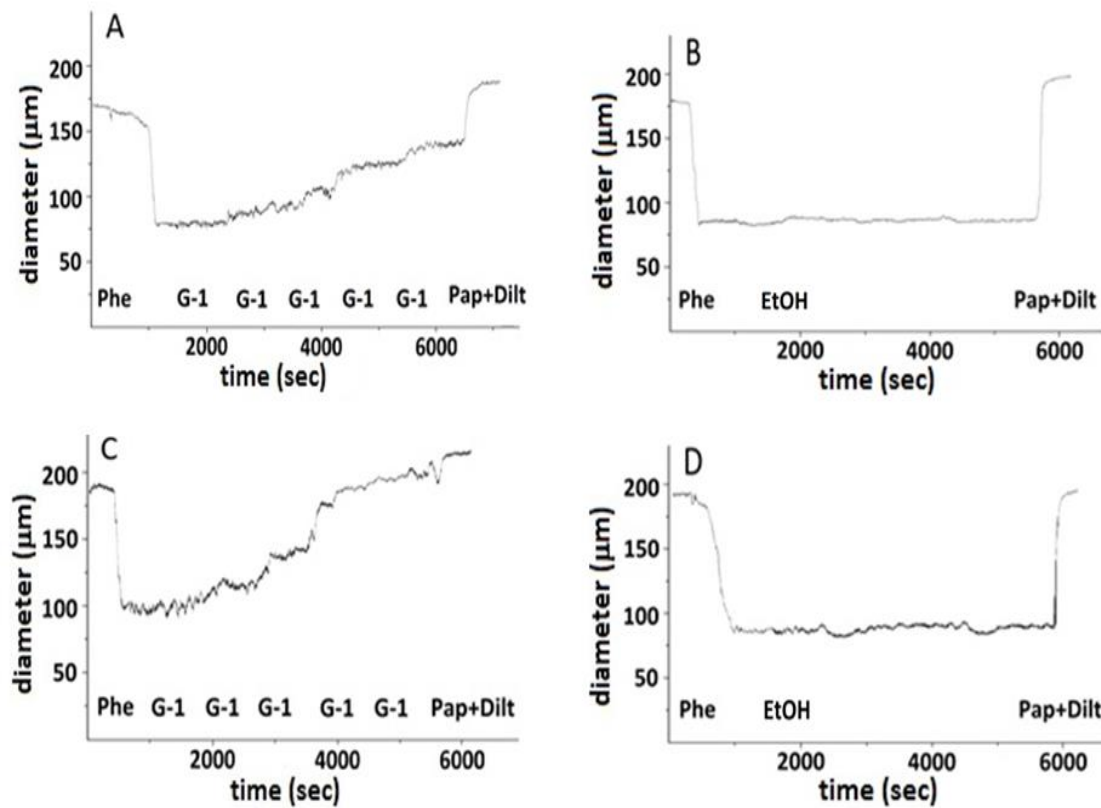 A
diameter (μm)
200
150
100
50
Phe G-1 G-1 G-1 G-1 G-1 Pap+Dilt
2000 4000 6000
time (sec)
B
diameter (μm)
200
150
100
50
Phe EtOH Pap+Dilt
2000 4000 6000
time (sec)
C
diameter (μm)
200
150
100
50
Phe G-1 G-1 G-1 G-1 G-1 Pap+Dilt
2000 4000 6000
time (sec)
D
diameter (μm)
200
150
100
50
Phe EtOH Pap+Dilt
2000 4000 6000
time (sec)